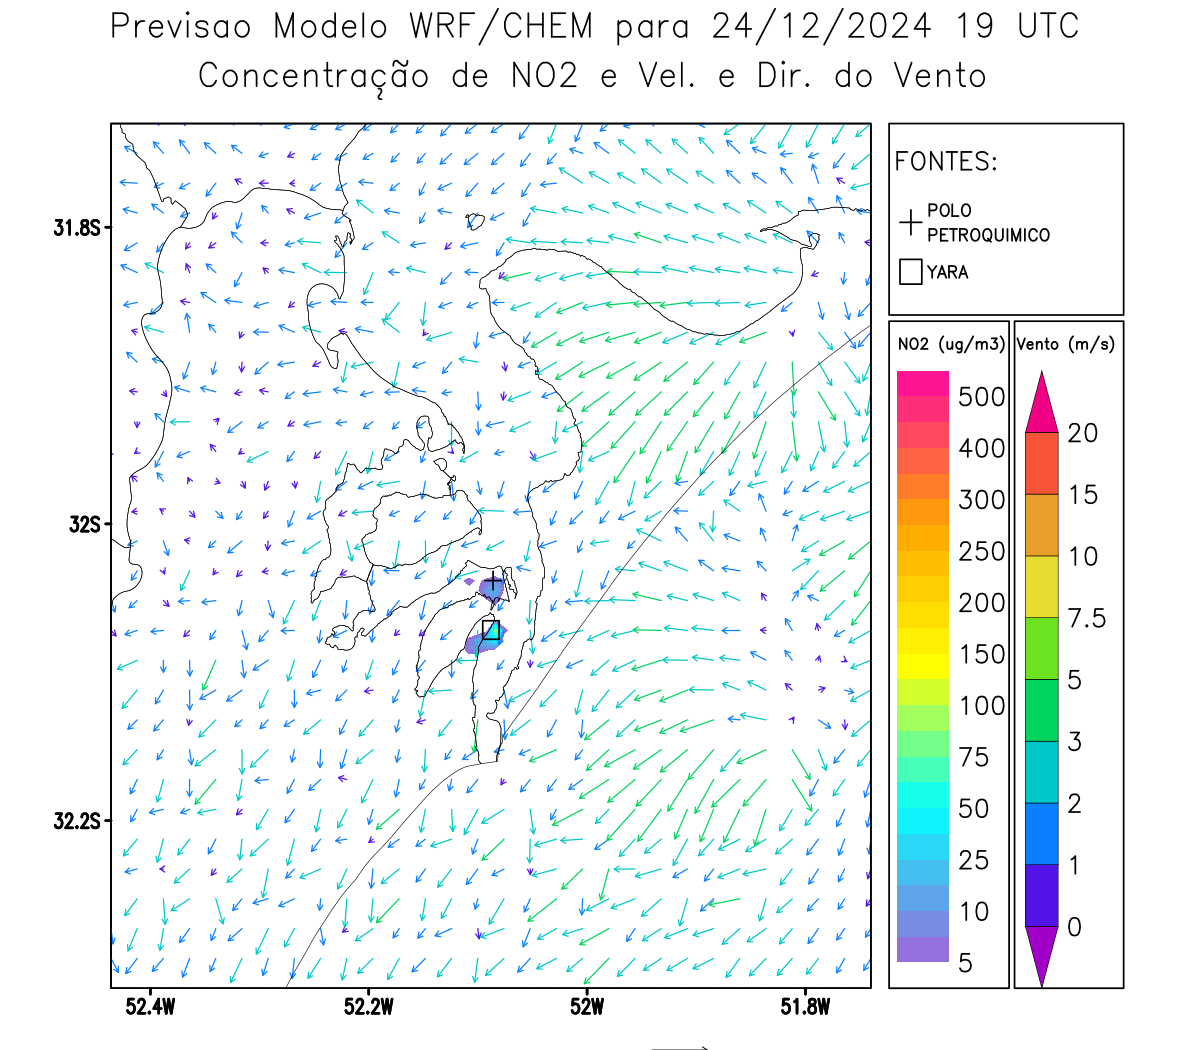 Previsao Modelo WRF/CHEM para 24/12/2024 19 UTC
Concentração de NO2 e Vel. e Dir. do Vento
FONTES:
POLO
PETROQUIMICO
YARA
NO2 (ug/m3)
500
400
300
250
200
150
100
75
50
25
10
5
Vento (m/s)
20
15
10
7.5
5
3
2
1
0
31.8S
32S
32.2S
52.4W
52.2W
52W
51.8W